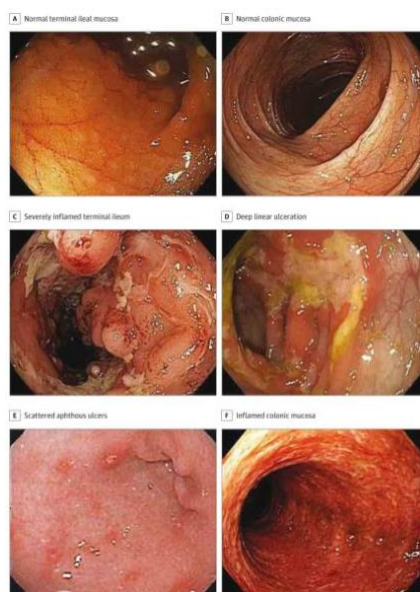 A Normal terminal ileal mucosa
B Normal colonic mucosa
C Severely inflamed terminal ileum
D Deep linear ulceration
E Scattered aphthous ulcers
F Inflamed colonic mucosa